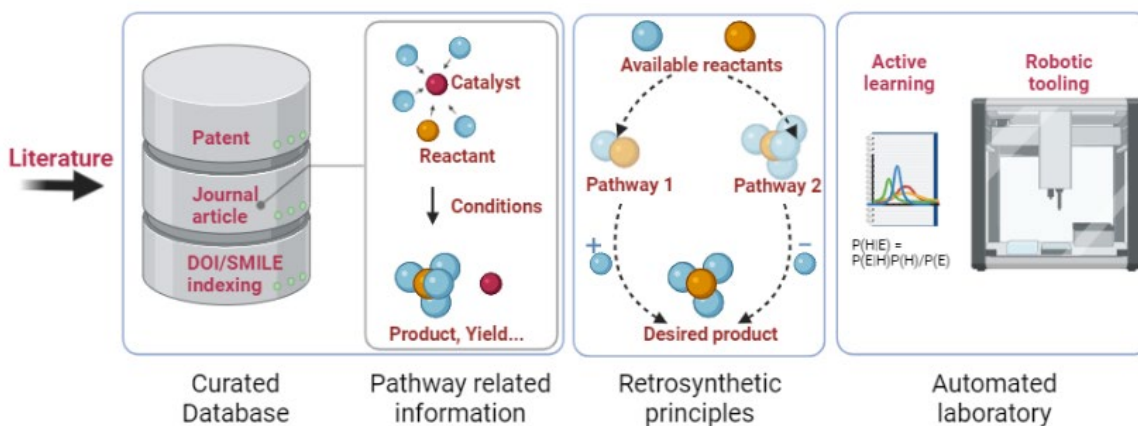 Literature
Patent
Journal
article
DOI/SMILE
indexing
Catalyst
Reactant
Conditions
Product, Yield...
Available reactants
Pathway 1
Pathway 2
+
−
Desired product
Active
learning
Robotic
tooling
P(H|E) =
P(E|H)P(H)/P(E)
Curated
Database
Pathway related
information
Retrosynthetic
principles
Automated
laboratory